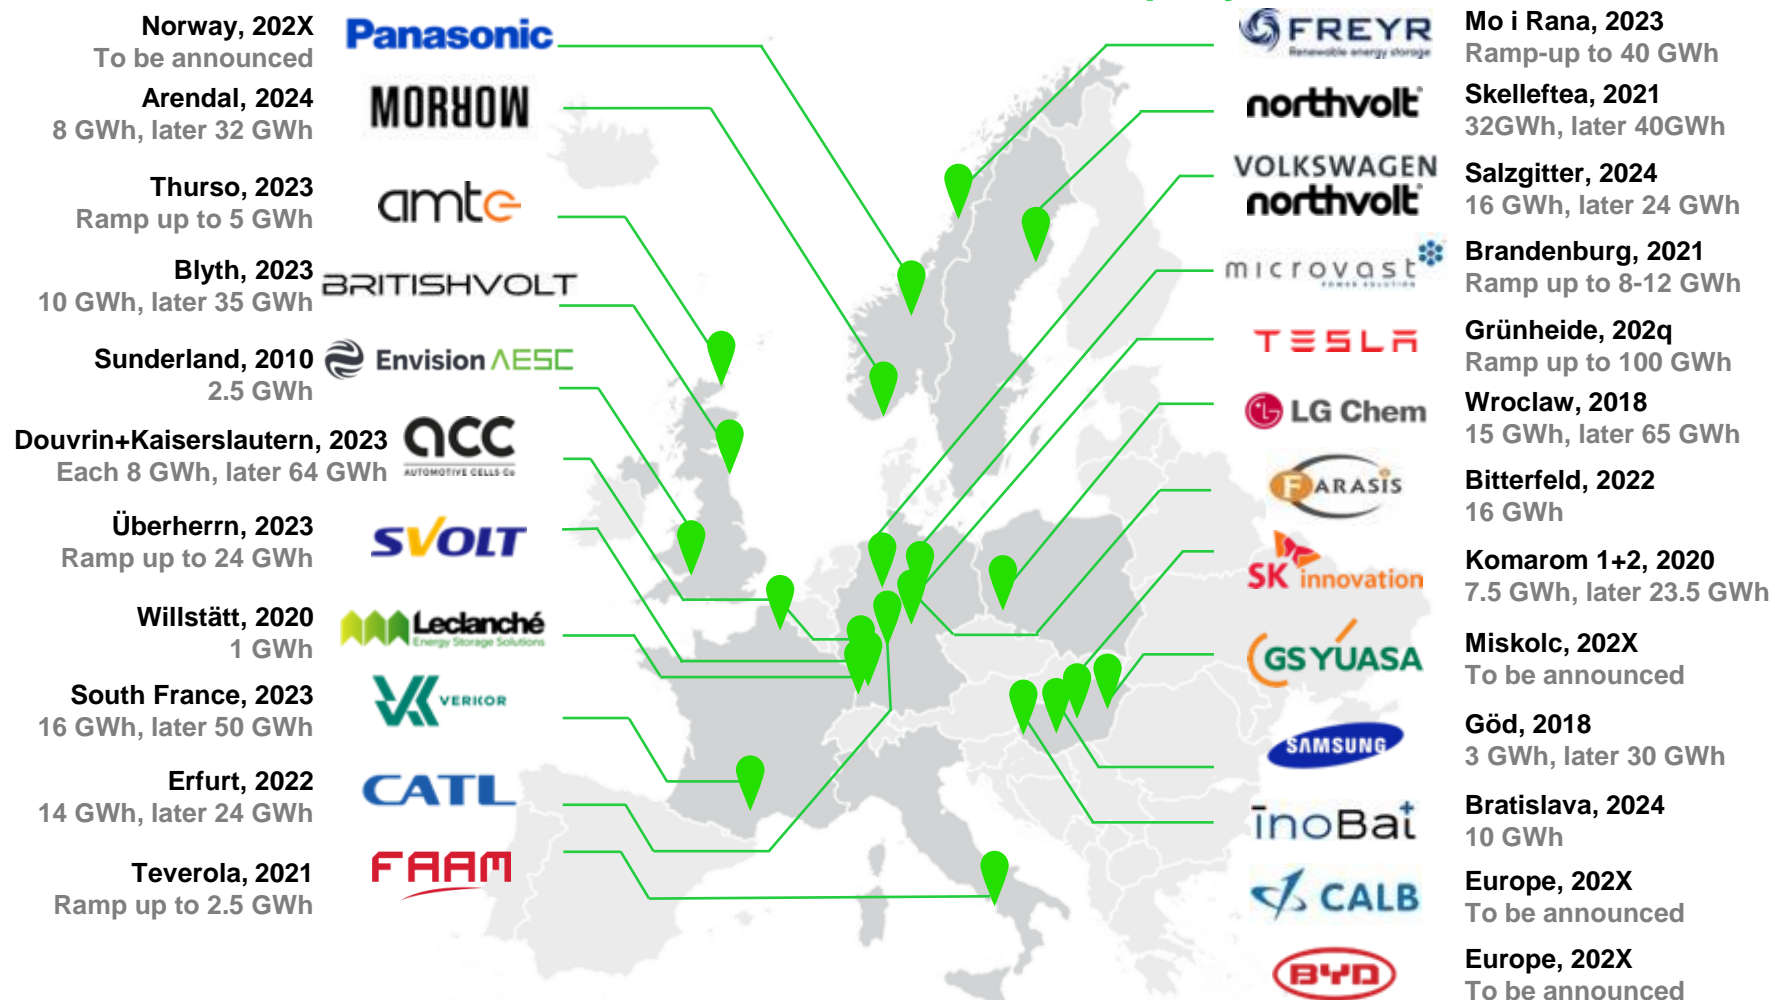 Norway, 202X
To be announced
Panasonic
Arendal, 2024
8 GWh, later 32 GWh
MORROW
Thurso, 2023
Ramp up to 5 GWh
amte
Blyth, 2023
10 GWh, later 35 GWh
BRITISHVOLT
Sunderland, 2010
2.5 GWh
Envision AESC
Douvrin+Kaiserslautern, 2023
Each 8 GWh, later 64 GWh
acc
AUTOMOTIVE CELLS Co
Überherrn, 2023
Ramp up to 24 GWh
SVOLT
Willstätt, 2020
1 GWh
Leclanché
Energy Storage Solutions
South France, 2023
16 GWh, later 50 GWh
VERKOR
Erfurt, 2022
14 GWh, later 24 GWh
CATL
Teverola, 2021
Ramp up to 2.5 GWh
FAAM
FREYR
Renewable energy storage
Mo i Rana, 2023
Ramp-up to 40 GWh
northvolt
Skelleftea, 2021
32GWh, later 40GWh
VOLKSWAGEN
northvolt
Salzgitter, 2024
16 GWh, later 24 GWh
microvast
POWER SOLUTION
Brandenburg, 2021
Ramp up to 8-12 GWh
TESLA
Grünheide, 202q
Ramp up to 100 GWh
LG Chem
Wroclaw, 2018
15 GWh, later 65 GWh
FARASIS
Bitterfeld, 2022
16 GWh
SK innovation
Komarom 1+2, 2020
7.5 GWh, later 23.5 GWh
GS YUASA
Miskolc, 202X
To be announced
SAMSUNG
Göd, 2018
3 GWh, later 30 GWh
InoBat
Bratislava, 2024
10 GWh
CALB
Europe, 202X
To be announced
BYD
Europe, 202X
To be announced